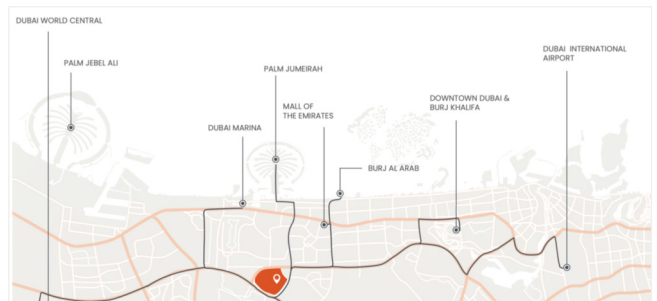 DUBAI WORLD CENTRAL
PALM JEBEL ALI
PALM JUMEIRAH
DUBAI INTERNATIONAL
AIRPORT
MALL OF
THE EMIRATES
DOWNTOWN DUBAI &
BURJ KHALIFA
DUBAI MARINA
BURJ AL ARAB